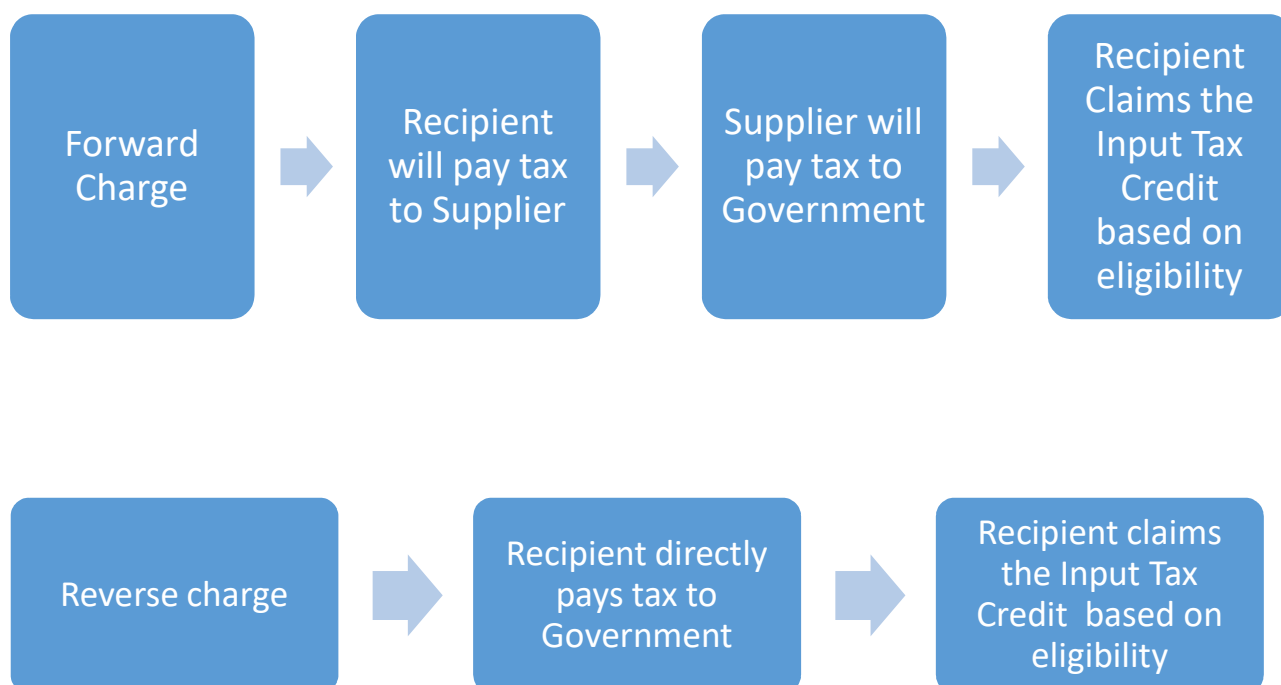 Forward
Charge
Recipient
will pay tax
to Supplier
Supplier will
pay tax to
Government
Recipient
Claims the
Input Tax
Credit
based on
eligibility
Reverse charge
Recipient directly
pays tax to
Government
Recipient claims
the Input Tax
Credit  based on
eligibility